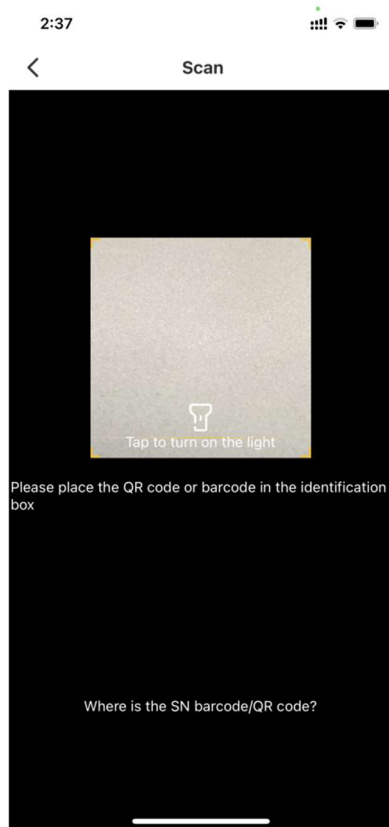 2:37
Scan
Tap to turn on the light
Please place the QR code or barcode in the identification
box
Where is the SN barcode/QR code?